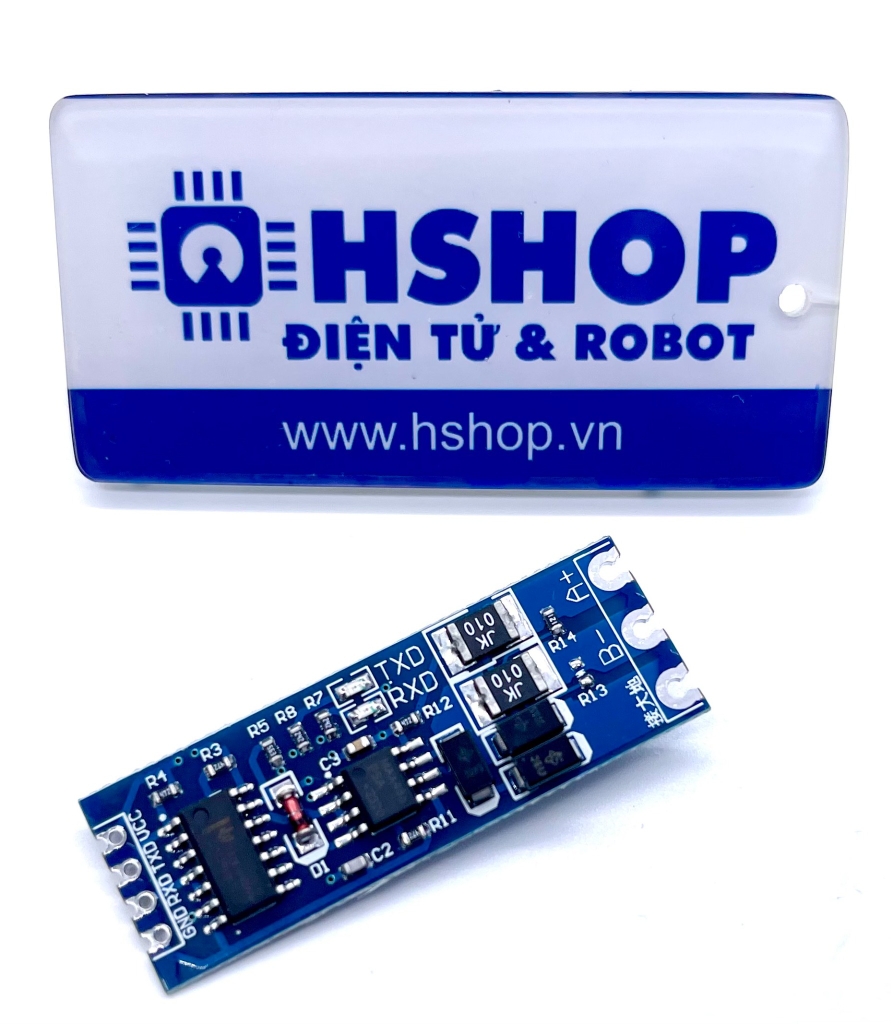 HSHOP
ĐIỆN TỬ & ROBOT
www.hshop.vn
A+
B-
接大地
JK
010
JK
010
R14
R13
TXD
RXD
R12
R7
R8
R5
R3
R4
C9
R11
C2
D1
VCC
TXD
RXD
GND